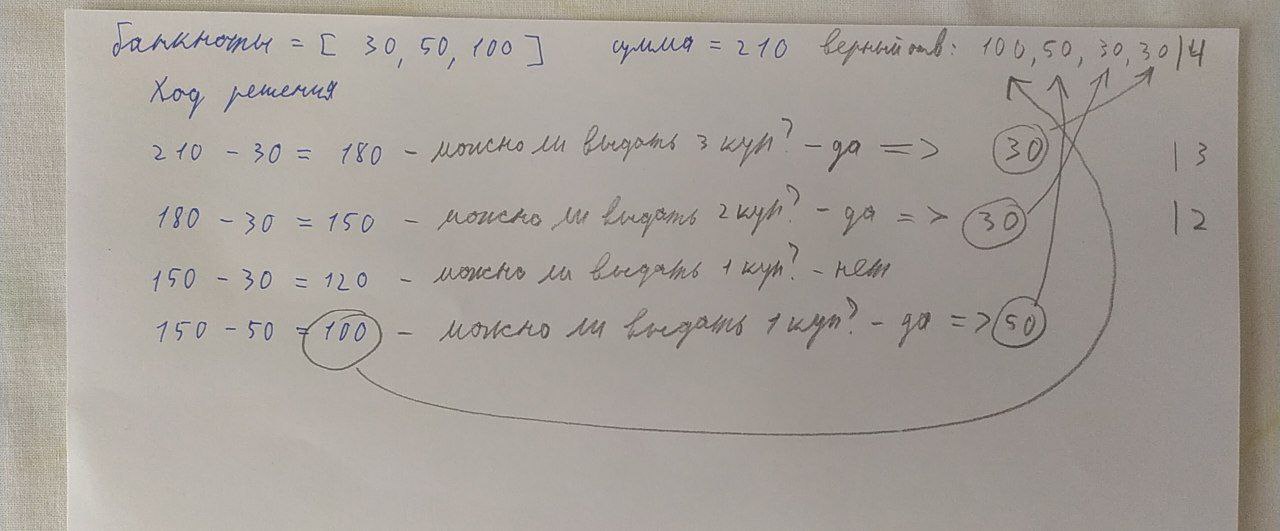 банкноты = [ 30, 50, 100 ] сумма = 210 верный отв: 100, 50, 30, 30 | 4
Ход решения
210 - 30 = 180 - можно ли выдать 3 куп? - да => 30 | 3
180 - 30 = 150 - можно ли выдать 2 куп? - да => 30 | 2
150 - 30 = 120 - можно ли выдать 1 куп? - нет
150 - 50 = 100 - можно ли выдать 1 куп? - да => 50